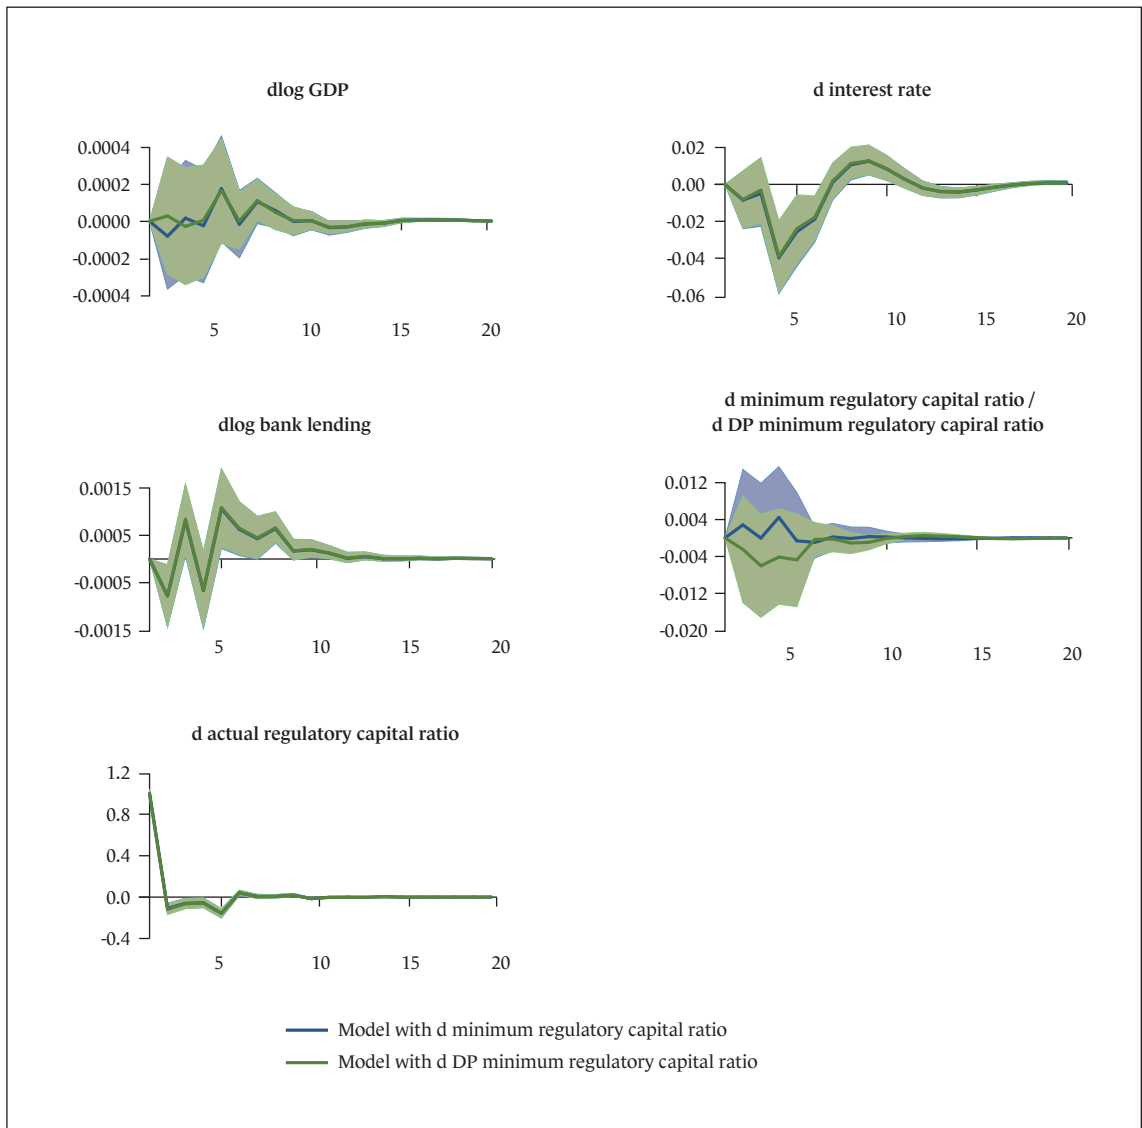 dlog GDP
0.0004
0.0002
0.0000
-0.0002
-0.0004
5 10 15 20
d interest rate
0.02
0.00
-0.02
-0.04
-0.06
5 10 15 20
dlog bank lending
0.0015
0.0005
-0.0005
-0.0015
5 10 15 20
d minimum regulatory capital ratio /
d DP minimum regulatory capiral ratio
0.012
0.004
-0.004
-0.012
-0.020
5 10 15 20
d actual regulatory capital ratio
1.2
0.8
0.4
0.0
-0.4
5 10 15 20
Model with d minimum regulatory capital ratio
Model with d DP minimum regulatory capital ratio